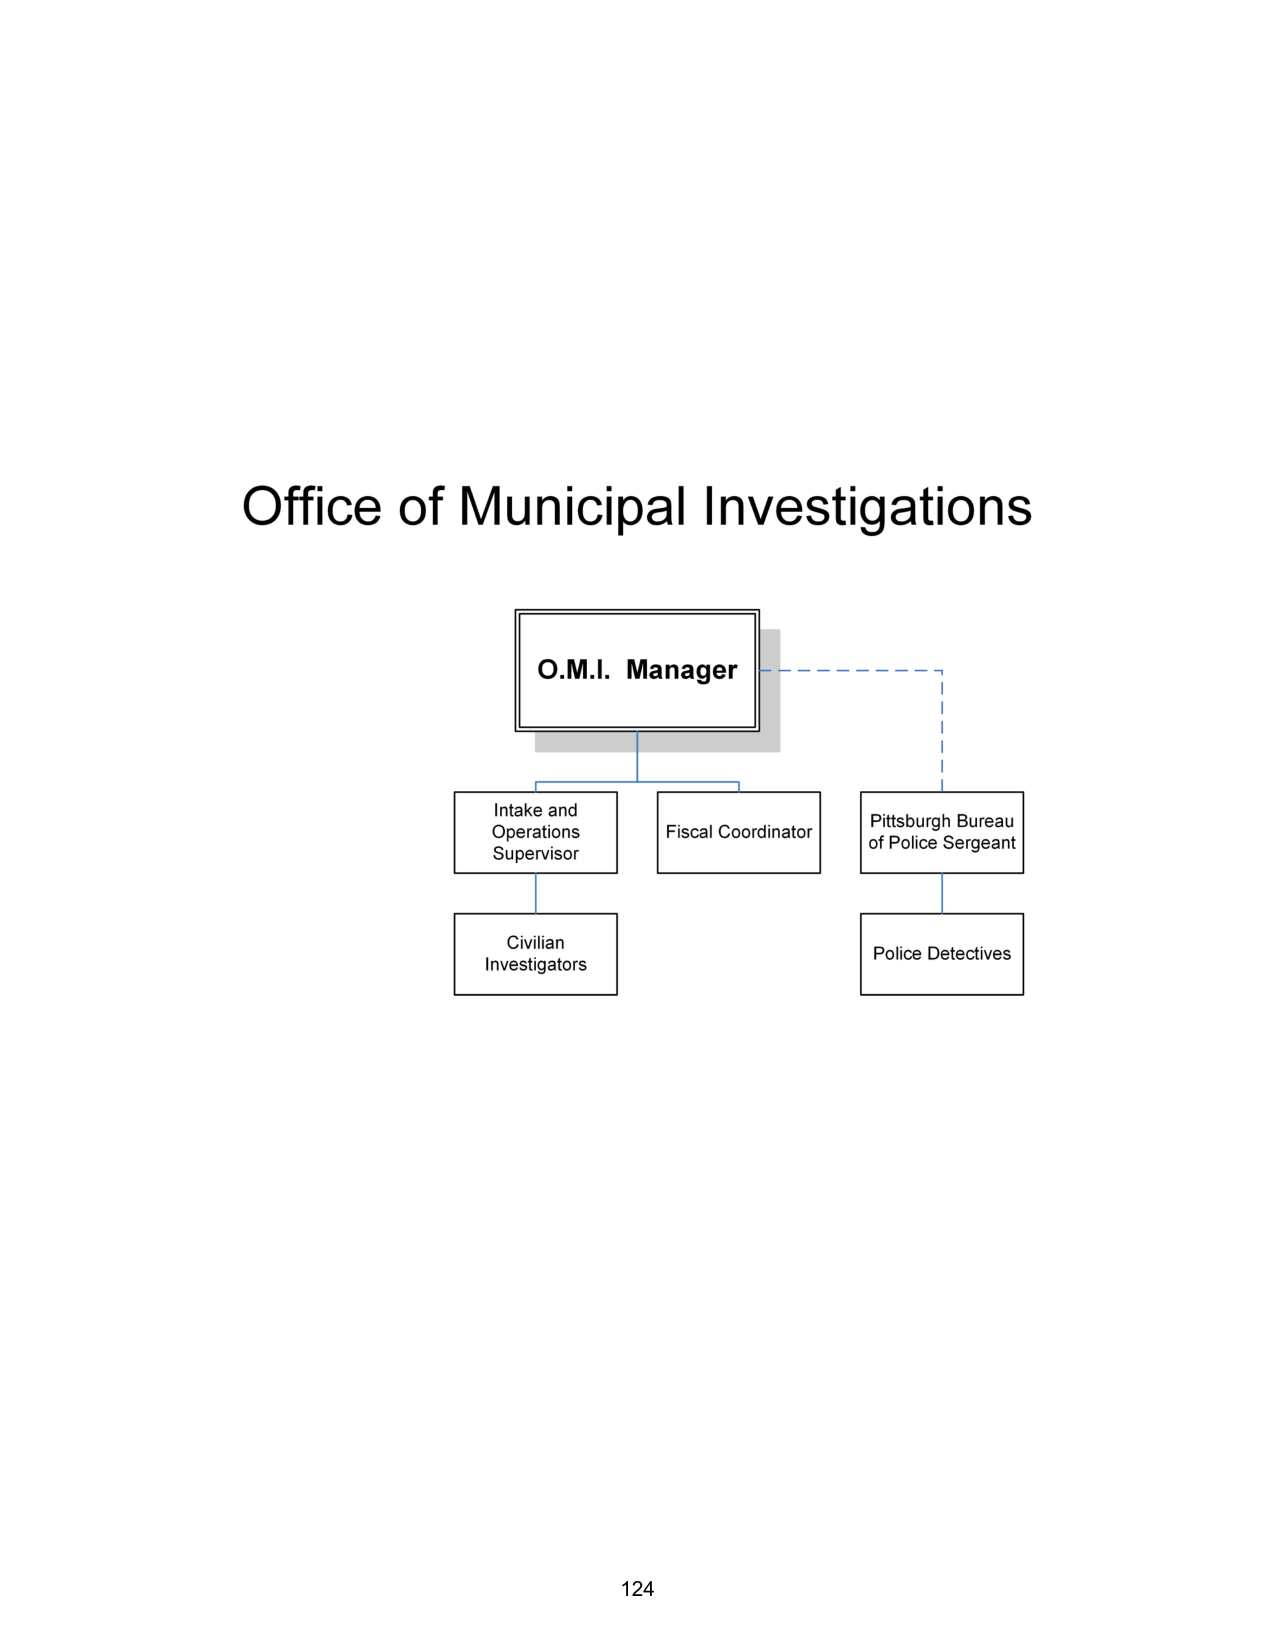 Office of Municipal Investigations
O.M.I.  Manager
Intake and
Operations
Supervisor
Fiscal Coordinator
Pittsburgh Bureau
of Police Sergeant
Civilian
Investigators
Police Detectives
124